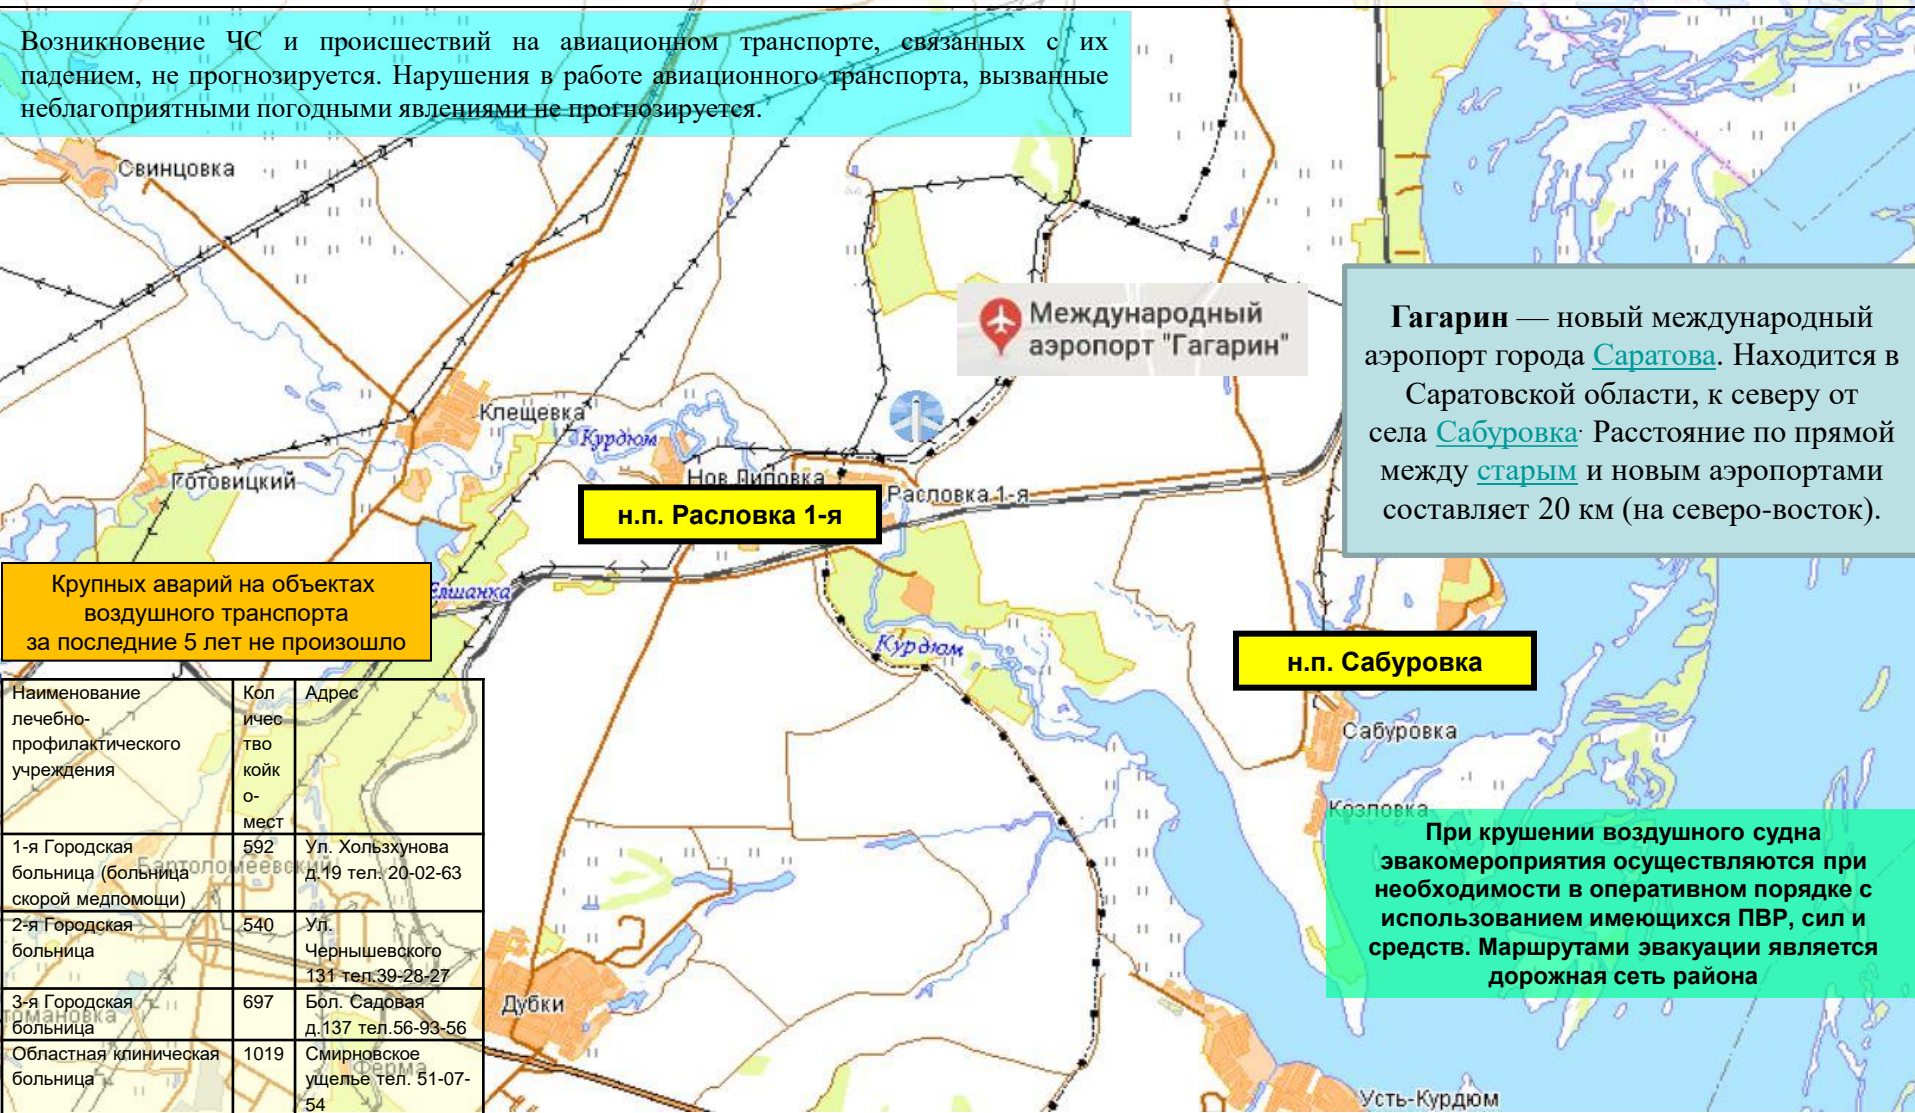 Возникновение ЧС и происшествий на авиационном транспорте, связанных с их
падением, не прогнозируется. Нарушения в работе авиационного транспорта, вызванные
неблагоприятными погодными явлениями не прогнозируется.
Свинцовка
Международный
аэропорт "Гагарин"
Гагарин — новый международный
аэропорт города Саратова. Находится в
Саратовской области, к северу от
села Сабуровка. Расстояние по прямой
между старым и новым аэропортами
составляет 20 км (на северо-восток).
Клещевка
Курдюм
Готовицкий
Нов.Липовка
Расловка 1-я
н.п. Расловка 1-я
Елшанка
Крупных аварий на объектах
воздушного транспорта
за последние 5 лет не произошло
Курдюм
н.п. Сабуровка
Сабуровка
Козловка
При крушении воздушного судна
эвакомероприятия осуществляются при
необходимости в оперативном порядке с
использованием имеющихся ПВР, сил и
средств. Маршрутами эвакуации является
дорожная сеть района
Наименование
лечебно-
профилактического
учреждения
Кол
ичес
тво
койк
о-
мест
Адрес
1-я Городская
больница (больница
скорой медпомощи)
592
Ул. Хользхунова
д.19 тел. 20-02-63
Бартоломеевский
2-я Городская
больница
540
Ул.
Чернышевского
131 тел.39-28-27
3-я Городская
больница
697
Бол. Садовая
д.137 тел.56-93-56
Областная клиническая
больница
1019
Смирновское
ущелье тел. 51-07-
54
Ферма
Дубки
Усть-Курдюм